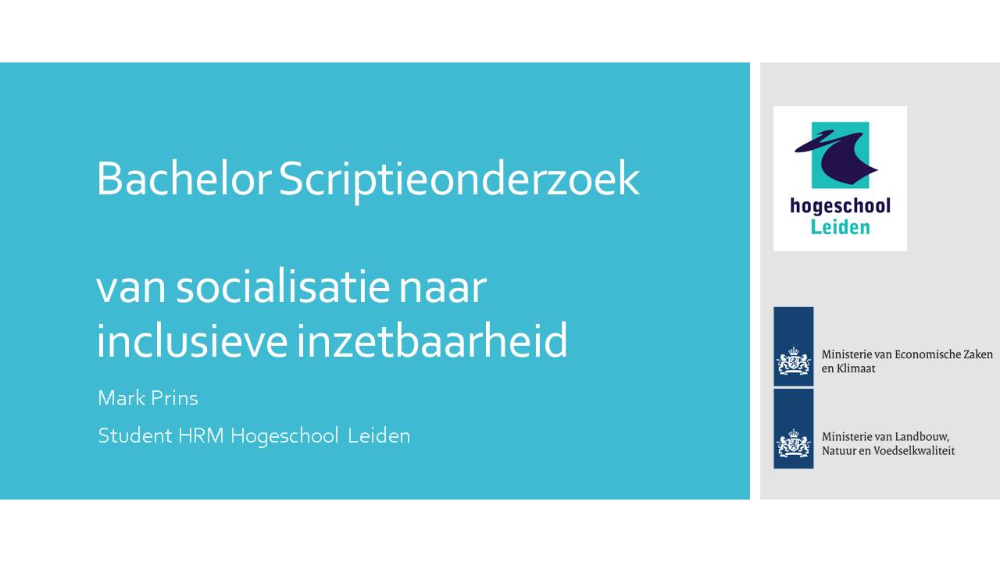 Bachelor Scriptieonderzoek
van socialisatie naar
inclusieve inzetbaarheid
Mark Prins
Student HRM Hogeschool Leiden
hogeschool
Leiden
Ministerie van Economische Zaken
en Klimaat
Ministerie van Landbouw,
Natuur en Voedselkwaliteit